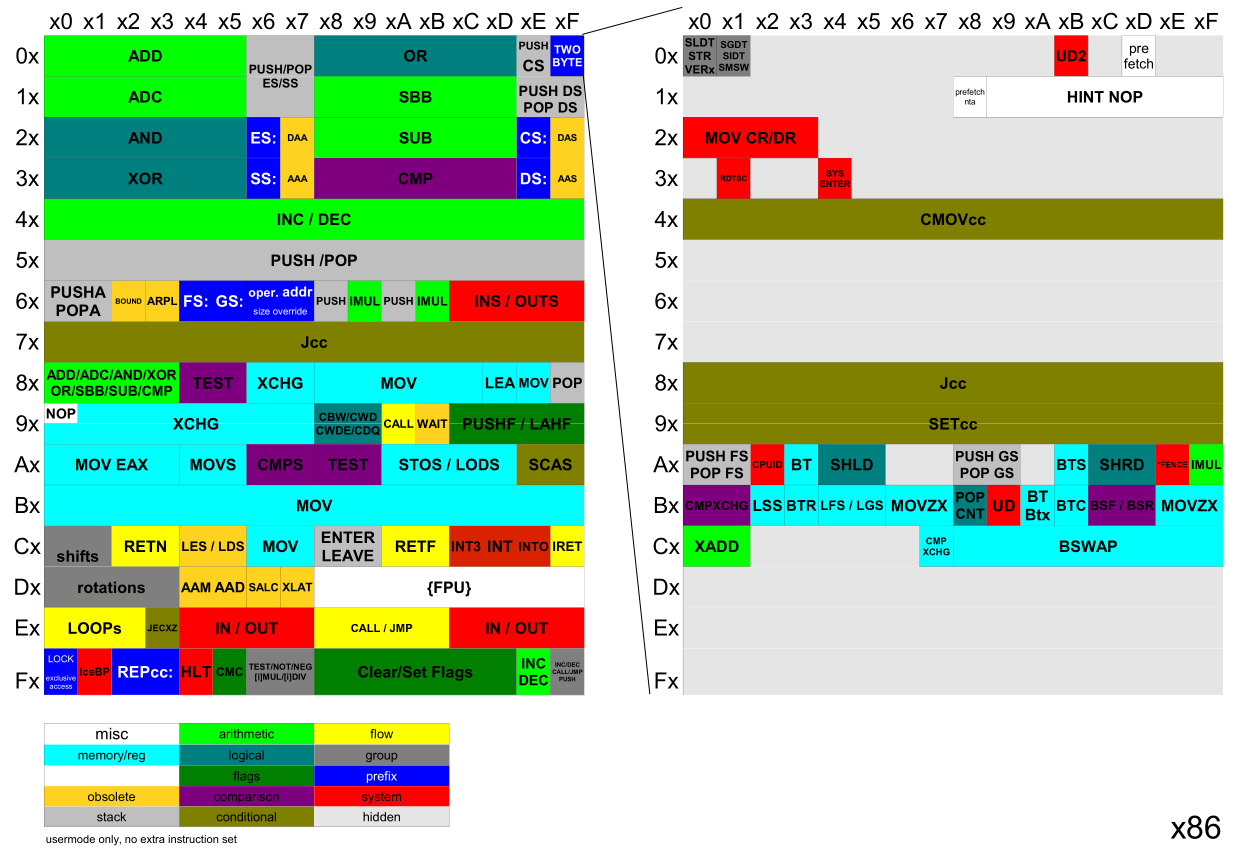 x0 x1 x2 x3 x4 x5 x6 x7 x8 x9 xA xB xC xD xE xF
0x ADD PUSH/POP ES/SS OR PUSH CS TWO BYTE
1x ADC SBB PUSH DS POP DS
2x AND ES: DAA SUB CS: DAS
3x XOR SS: AAA CMP DS: AAS
4x INC / DEC
5x PUSH /POP
6x PUSHA POPA BOUND ARPL FS: GS: oper. addr size override PUSH IMUL PUSH IMUL INS / OUTS
7x Jcc
8x ADD/ADC/AND/XOR OR/SBB/SUB/CMP TEST XCHG MOV LEA MOV POP
9x NOP XCHG CBW/CWD CWDE/CDQ CALL WAIT PUSHF / LAHF
Ax MOV EAX MOVS CMPS TEST STOS / LODS SCAS
Bx MOV
Cx shifts RETN LES / LDS MOV ENTER LEAVE RETF INT3 INT INTO IRET
Dx rotations AAM AAD SALC XLAT {FPU}
Ex LOOPs JECXZ IN / OUT CALL / JMP IN / OUT
Fx LOCK exclusive access IceBP REPcc: HLT CMC TEST/NOT/NEG [i]MUL/[i]DIV Clear/Set Flags INC DEC INC/DEC CALL/JMP PUSH
x0 x1 x2 x3 x4 x5 x6 x7 x8 x9 xA xB xC xD xE xF
0x SLDT STR VERx SGDT SIDT SMSW UD2 pre fetch
1x prefetch nta HINT NOP
2x MOV CR/DR
3x RDTSC SYS ENTER
4x CMOVcc
5x
6x
7x
8x Jcc
9x SETcc
Ax PUSH FS POP FS CPUID BT SHLD PUSH GS POP GS BTS SHRD *FENCE IMUL
Bx CMPXCHG LSS BTR LFS / LGS MOVZX POP CNT UD BT Btx BTC BSF / BSR MOVZX
Cx XADD CMP XCHG BSWAP
Dx
Ex
Fx
misc arithmetic flow
memory/reg logical group
flags prefix
obsolete comparison system
stack conditional hidden
usermode only, no extra instruction set
x86